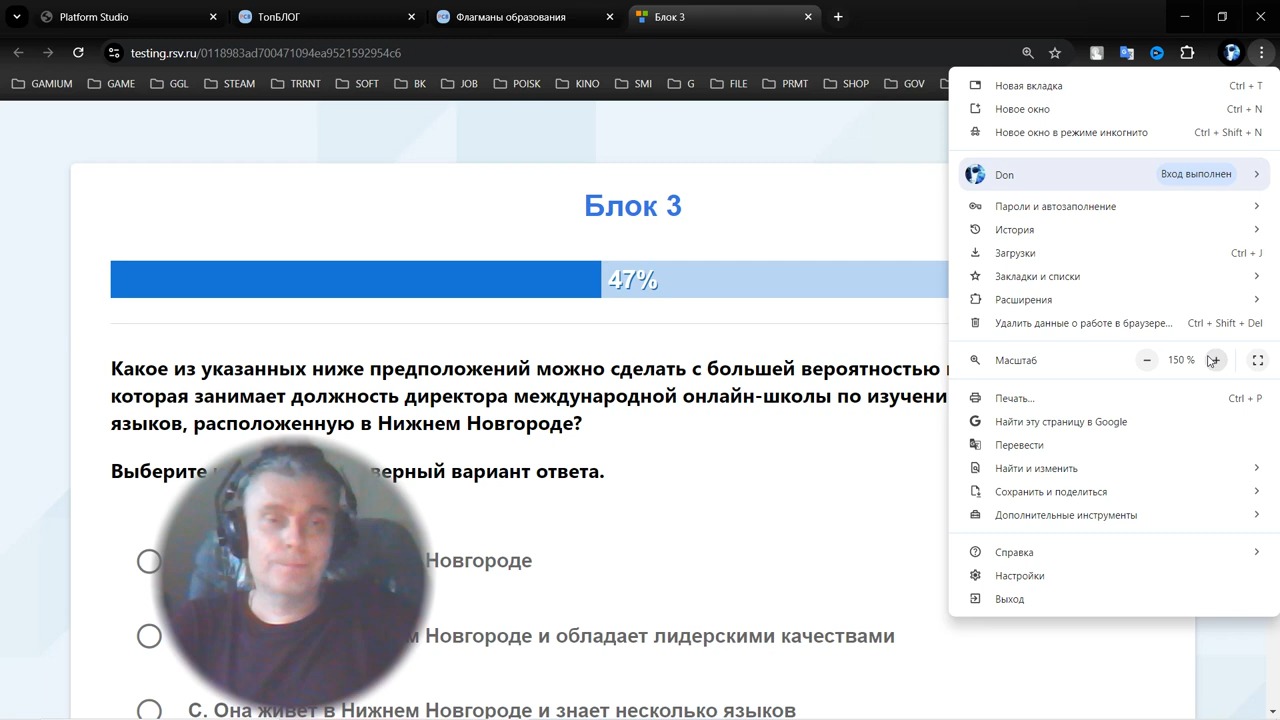 Platform Studio
ТопБЛОГ
Флагманы образования
Блок 3
testing.rsv.ru/0118983ad700471094ea9521592954c6
GAMIUM
GAME
GGL
STEAM
TRRNT
SOFT
BK
JOB
POISK
KINO
SMI
G
FILE
PRMT
SHOP
GOV
Новая вкладка Ctrl + T
Новое окно Ctrl + N
Новое окно в режиме инкогнито Ctrl + Shift + N
Don Вход выполнен
Пароли и автозаполнение
История
Загрузки Ctrl + J
Закладки и списки
Расширения
Удалить данные о работе в браузере... Ctrl + Shift + Del
Масштаб − 150 % +
Печать... Ctrl + P
Найти эту страницу в Google
Перевести
Найти и изменить
Сохранить и поделиться
Дополнительные инструменты
Справка
Настройки
Выход
Блок 3
47%
Какое из указанных ниже предположений можно сделать с большей вероятностью
которая занимает должность директора международной онлайн-школы по изучени
языков, расположенную в Нижнем Новгороде?
Выберите верный вариант ответа.
Новгороде
м Новгороде и обладает лидерскими качествами
C. Она живет в Нижнем Новгороде и знает несколько языков